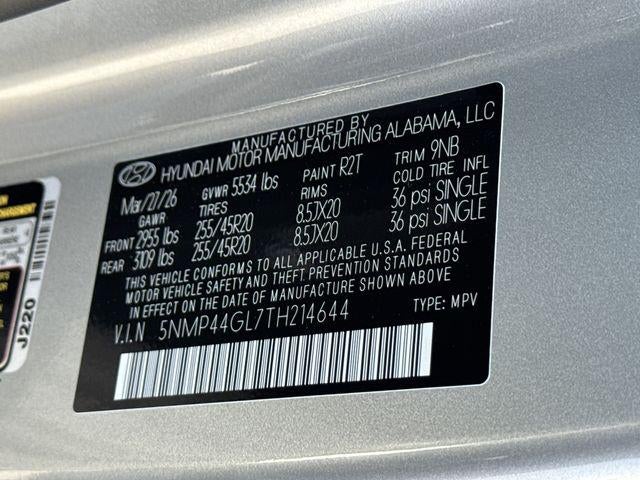 MANUFACTURED BY
HYUNDAI MOTOR MANUFACTURING ALABAMA, LLC
Mar/27/26 GVWR 5534 lbs PAINT R2T TRIM 9NB
GAWR TIRES RIMS COLD TIRE INFL
FRONT 2955 lbs 255/45R20 8.5JX20 36 psi SINGLE
REAR 3109 lbs 255/45R20 8.5JX20 36 psi SINGLE
THIS VEHICLE CONFORMS TO ALL APPLICABLE U.S.A. FEDERAL
MOTOR VEHICLE SAFETY AND THEFT PREVENTION STANDARDS
IN EFFECT ON THE DATE OF MANUFACTURE SHOWN ABOVE
V.I.N 5NMP44GL7TH214644 TYPE: MPV
J220